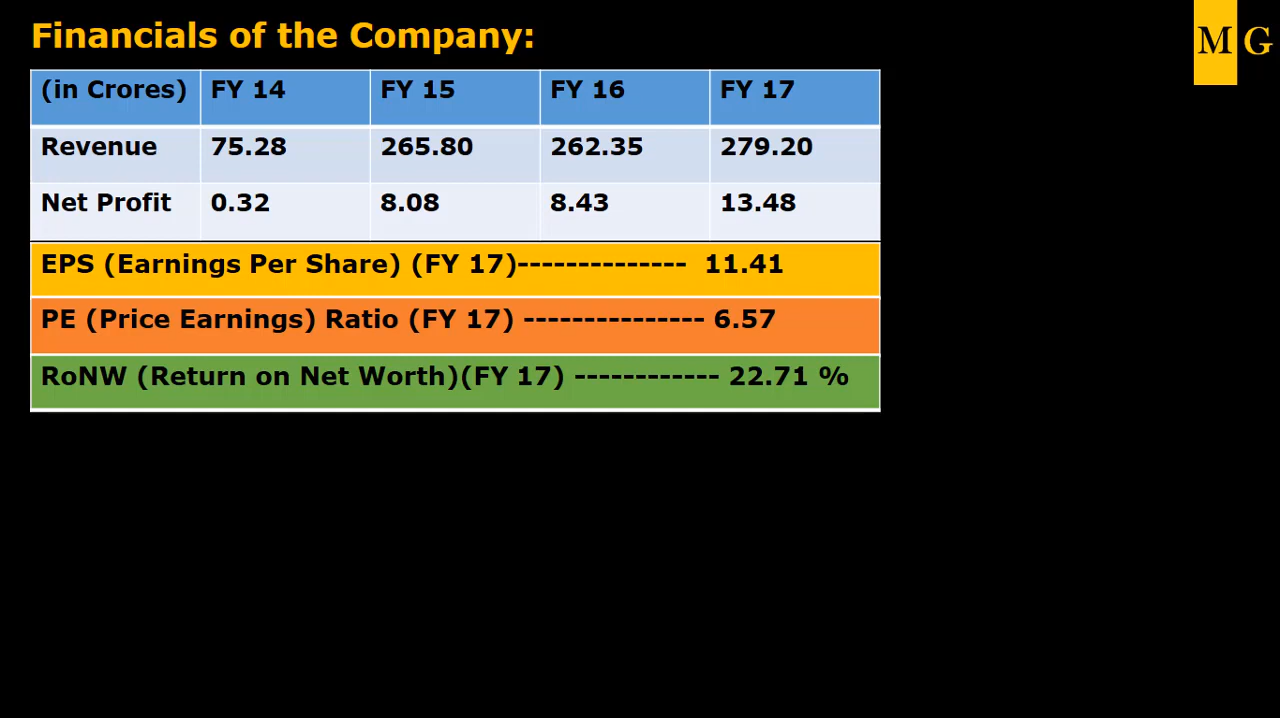 Financials of the Company:
M G
(in Crores) FY 14 FY 15 FY 16 FY 17
Revenue 75.28 265.80 262.35 279.20
Net Profit 0.32 8.08 8.43 13.48
EPS (Earnings Per Share) (FY 17)-------------- 11.41
PE (Price Earnings) Ratio (FY 17) --------------- 6.57
RoNW (Return on Net Worth)(FY 17) ------------ 22.71 %